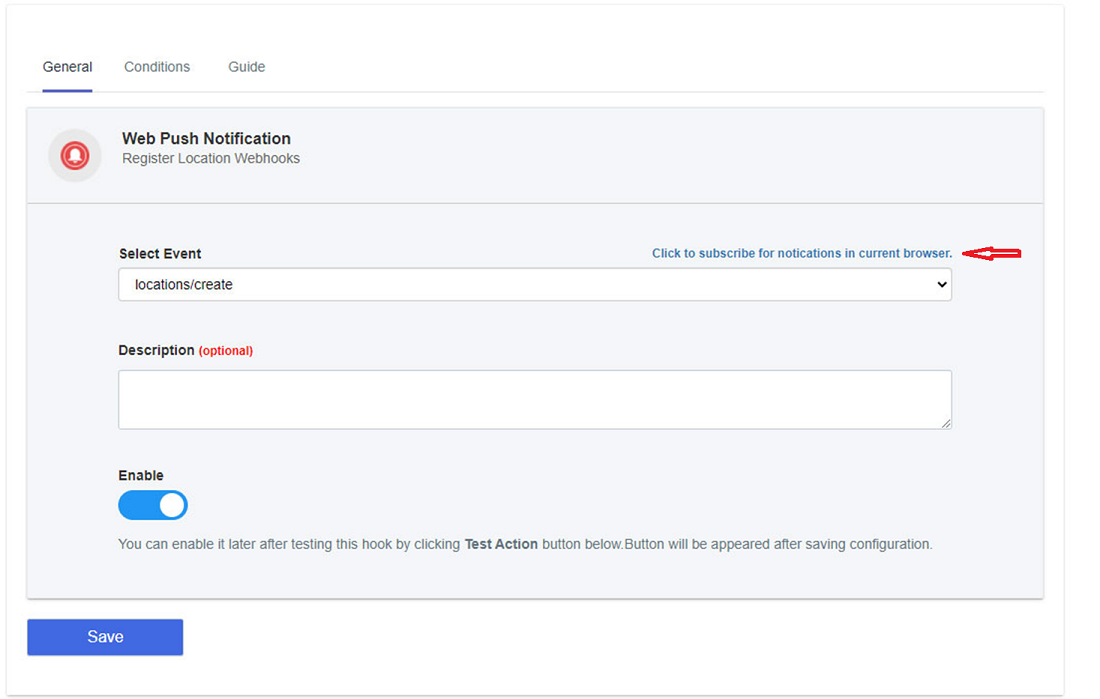 General Conditions Guide
Web Push Notification
Register Location Webhooks
Select Event Click to subscribe for notications in current browser.
locations/create
Description (optional)
Enable
You can enable it later after testing this hook by clicking Test Action button below.Button will be appeared after saving configuration.
Save